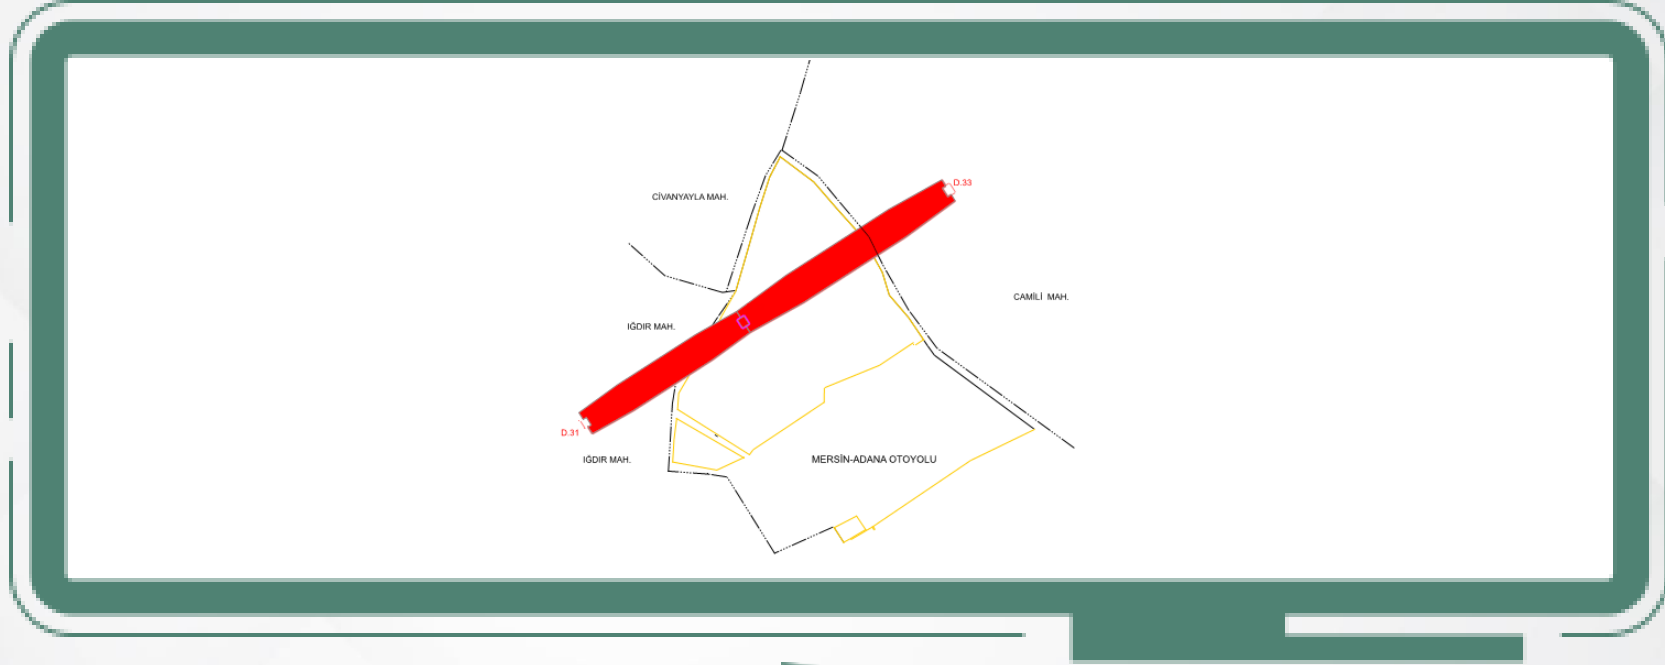 D.33
CİVANYAYLA MAH.
CAMİLİ MAH.
IĞDIR MAH.
D.31
IĞDIR MAH.
MERSİN-ADANA OTOYOLU